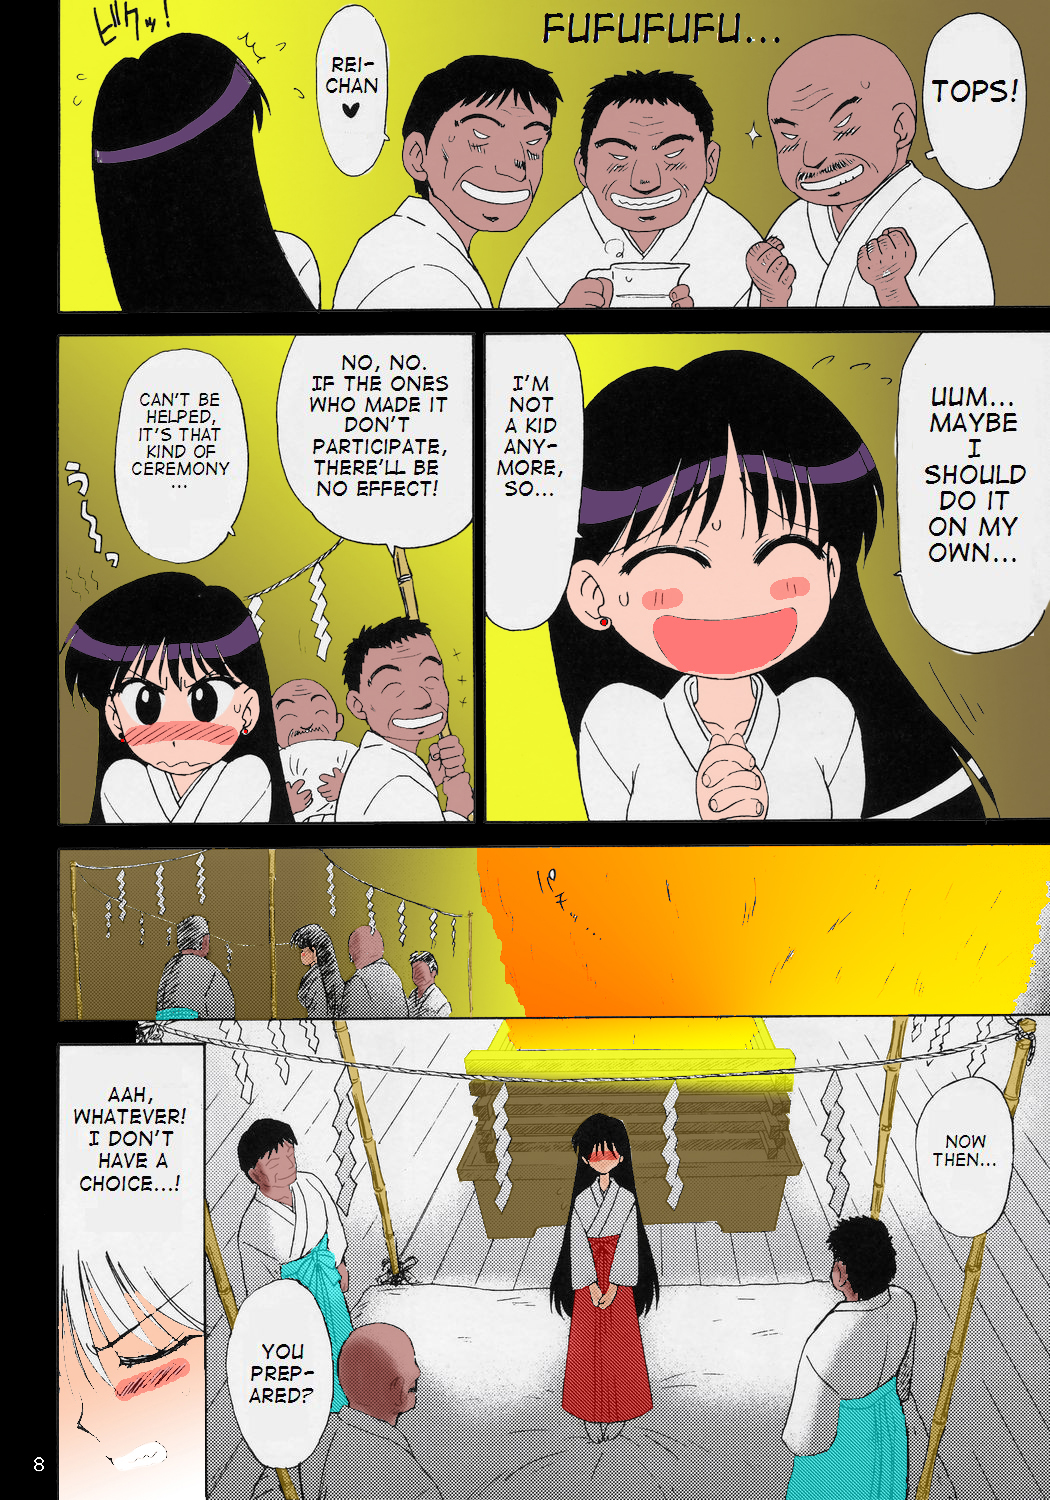 ビクッ!
FUFUFUFU...
TOPS!
REI-
CHAN
♥
UUM...
MAYBE
I
SHOULD
DO IT
ON MY
OWN...
I'M
NOT
A KID
ANY-
MORE,
SO...
NO, NO.
IF THE ONES
WHO MADE IT
DON'T
PARTICIPATE,
THERE'LL BE
NO EFFECT!
CAN'T BE
HELPED,
IT'S THAT
KIND OF
CEREMONY
...
パチ...
NOW
THEN...
YOU
PREP-
ARED?
AAH,
WHATEVER!
I DON'T
HAVE A
CHOICE...!
8